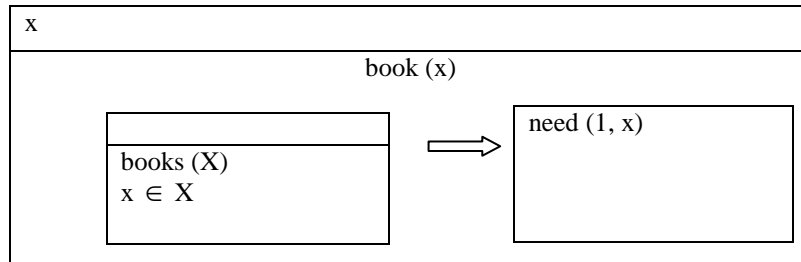 x
book (x)
books (X)
x ∈ X
need (1, x)